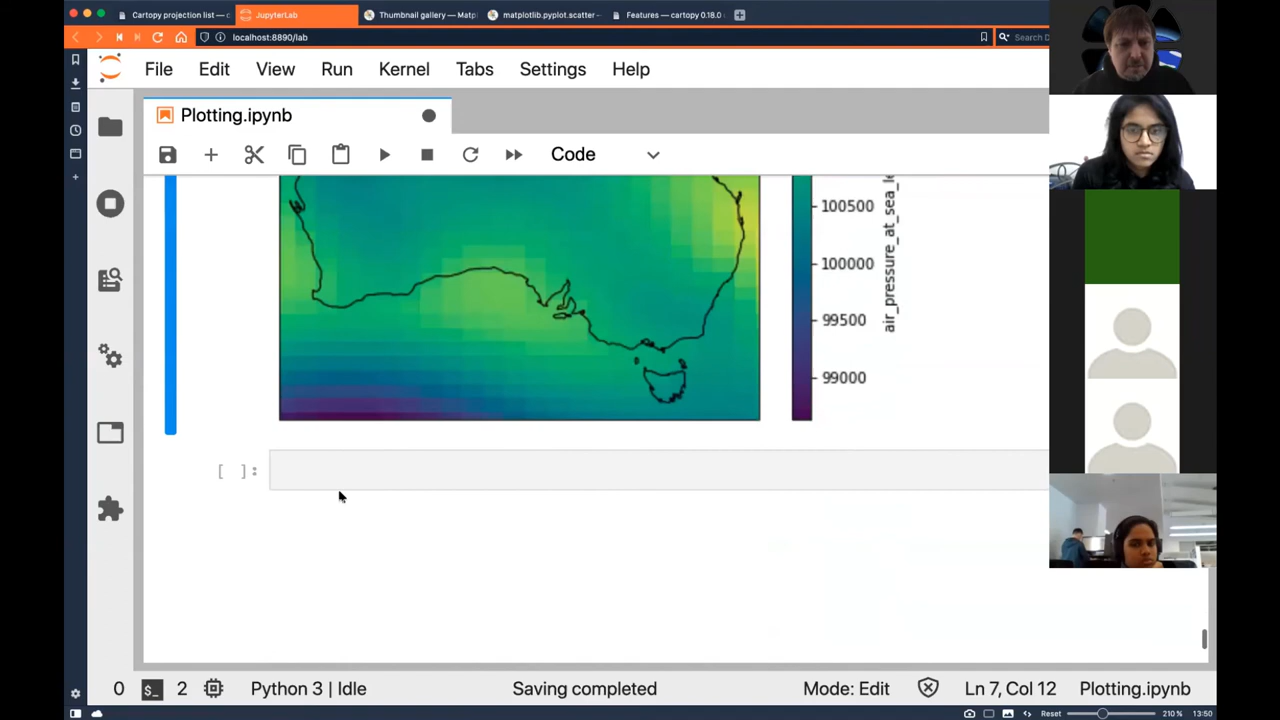 Cartopy projection list — c
JupyterLab
Thumbnail gallery — Matp
matplotlib.pyplot.scatter —
Features — cartopy 0.18.0
localhost:8890/lab
Search D
File Edit View Run Kernel Tabs Settings Help
Plotting.ipynb
Code
100500
100000
99500
99000
air_pressure_at_sea_le
[ ]:
0
2
Python 3 | Idle
Saving completed
Mode: Edit
Ln 7, Col 12
Plotting.ipynb
Reset
210 %
13:50